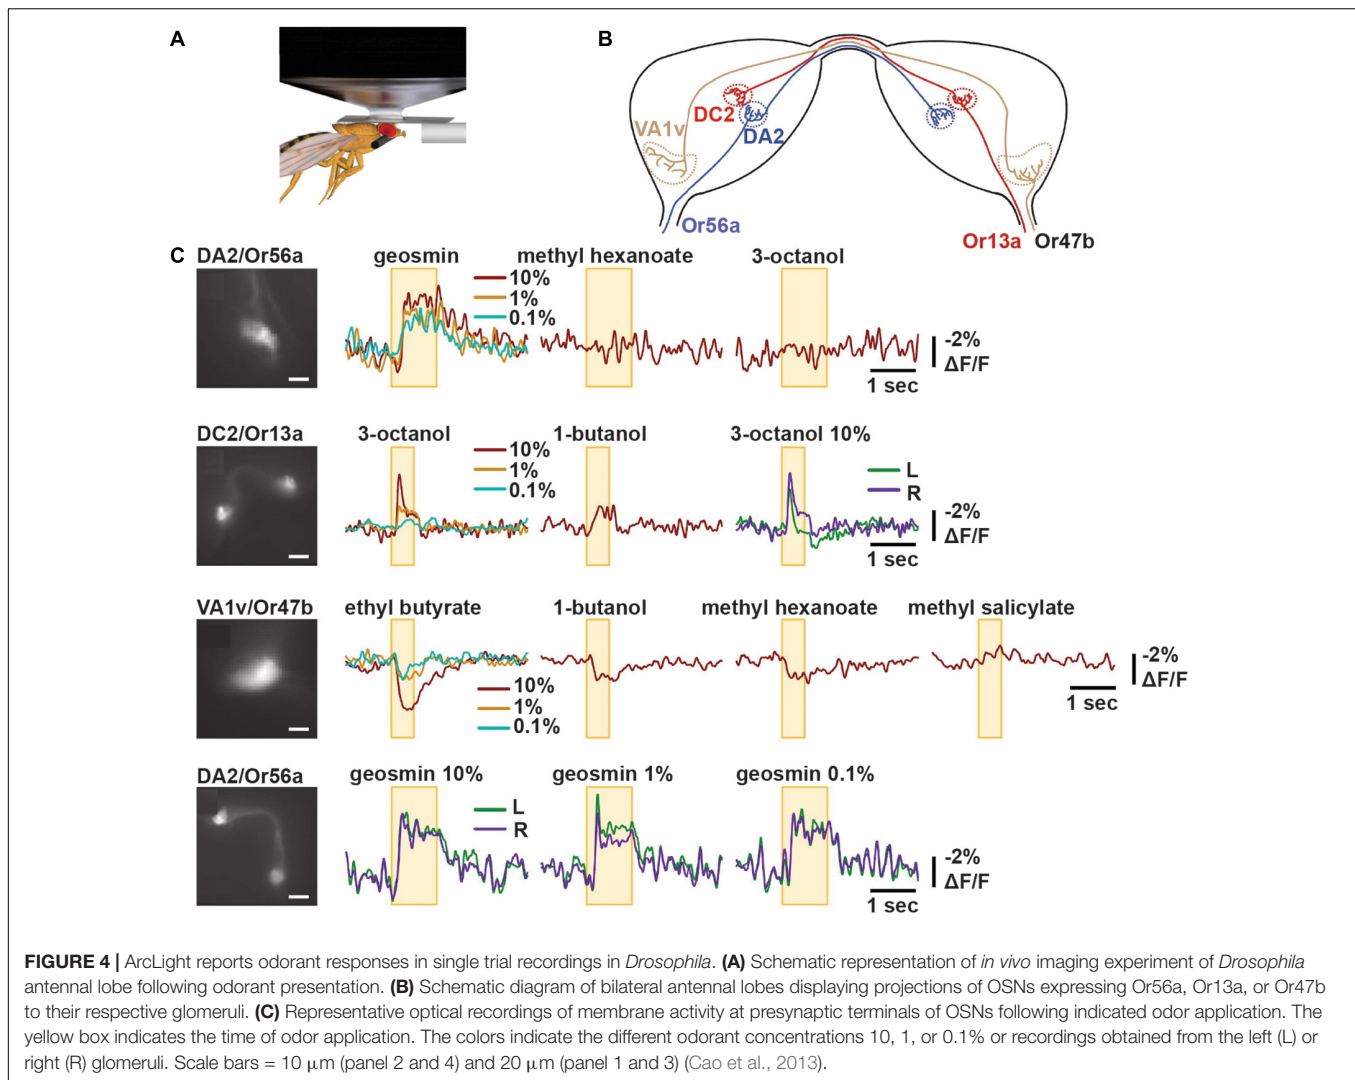 A
B
DC2
VA1v
DA2
Or56a
Or13a Or47b
C DA2/Or56a geosmin methyl hexanoate 3-octanol
10%
1%
0.1%
-2%
ΔF/F
1 sec
DC2/Or13a 3-octanol 1-butanol 3-octanol 10%
10%
1%
0.1%
L
R
-2%
ΔF/F
1 sec
VA1v/Or47b ethyl butyrate 1-butanol methyl hexanoate methyl salicylate
10%
1%
0.1%
-2%
ΔF/F
1 sec
DA2/Or56a geosmin 10% geosmin 1% geosmin 0.1%
L
R
-2%
ΔF/F
1 sec
FIGURE 4 | ArcLight reports odorant responses in single trial recordings in Drosophila. (A) Schematic representation of in vivo imaging experiment of Drosophila
antennal lobe following odorant presentation. (B) Schematic diagram of bilateral antennal lobes displaying projections of OSNs expressing Or56a, Or13a, or Or47b
to their respective glomeruli. (C) Representative optical recordings of membrane activity at presynaptic terminals of OSNs following indicated odor application. The
yellow box indicates the time of odor application. The colors indicate the different odorant concentrations 10, 1, or 0.1% or recordings obtained from the left (L) or
right (R) glomeruli. Scale bars = 10 μm (panel 2 and 4) and 20 μm (panel 1 and 3) (Cao et al., 2013).